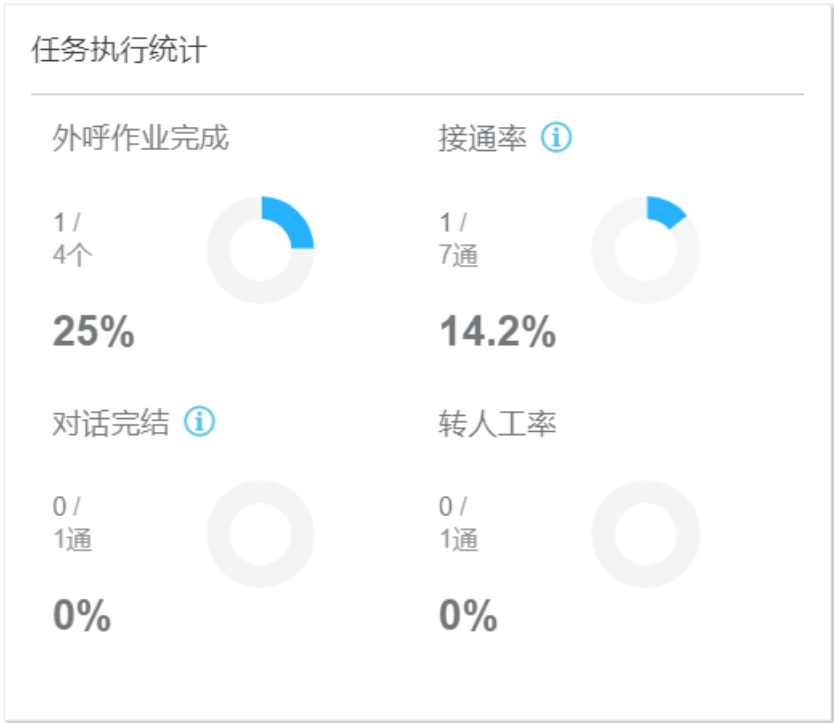 任务执行统计
外呼作业完成
1 /
4个
25%
接通率
1 /
7通
14.2%
对话完结
0 /
1通
0%
转人工率
0 /
1通
0%